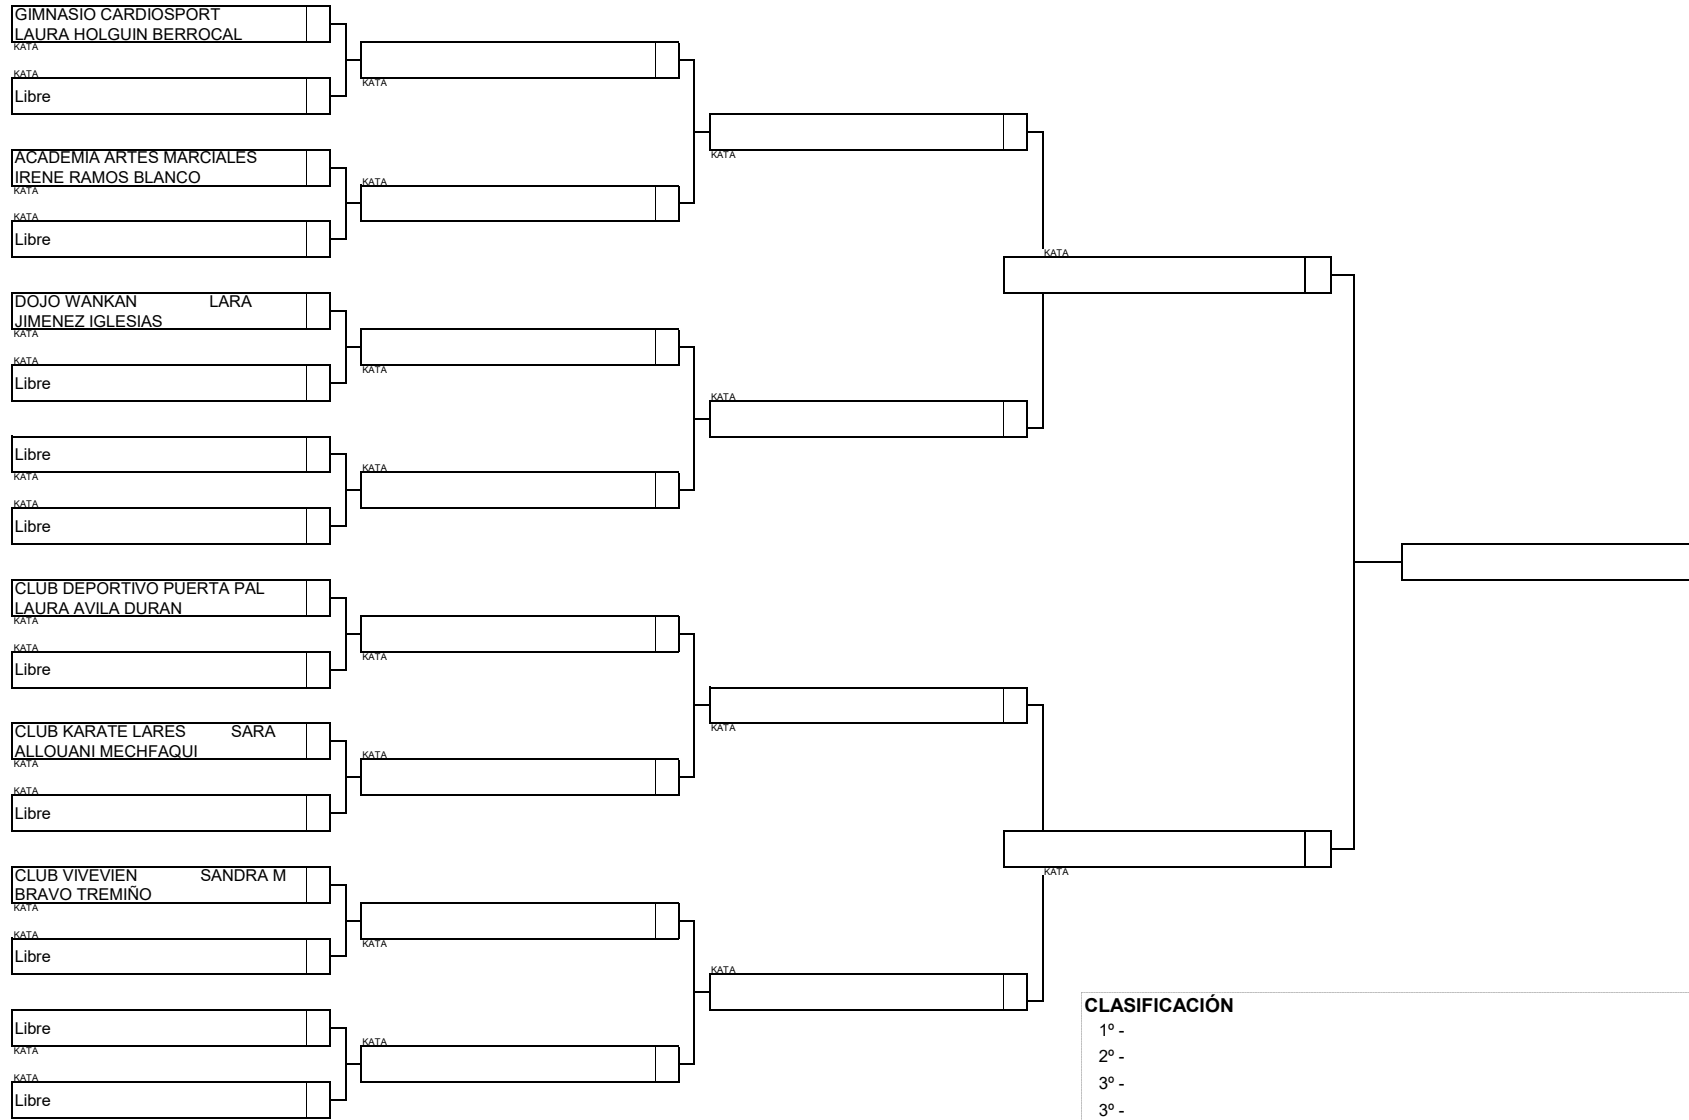 GIMNASIO CARDIOSPORT
LAURA HOLGUIN BERROCAL
KATA
KATA
Libre
ACADEMIA ARTES MARCIALES
IRENE RAMOS BLANCO
KATA
KATA
Libre
DOJO WANKAN LARA
JIMENEZ IGLESIAS
KATA
KATA
Libre
Libre
KATA
KATA
Libre
CLUB DEPORTIVO PUERTA PAL
LAURA AVILA DURAN
KATA
KATA
Libre
CLUB KARATE LARES SARA
ALLOUANI MECHFAQUI
KATA
KATA
Libre
CLUB VIVEVIEN SANDRA M
BRAVO TREMIÑO
KATA
KATA
Libre
Libre
KATA
KATA
Libre
KATA
KATA
KATA
KATA
KATA
KATA
KATA
KATA
KATA
KATA
KATA
KATA
KATA
KATA
CLASIFICACIÓN
1º -
2º -
3º -
3º -